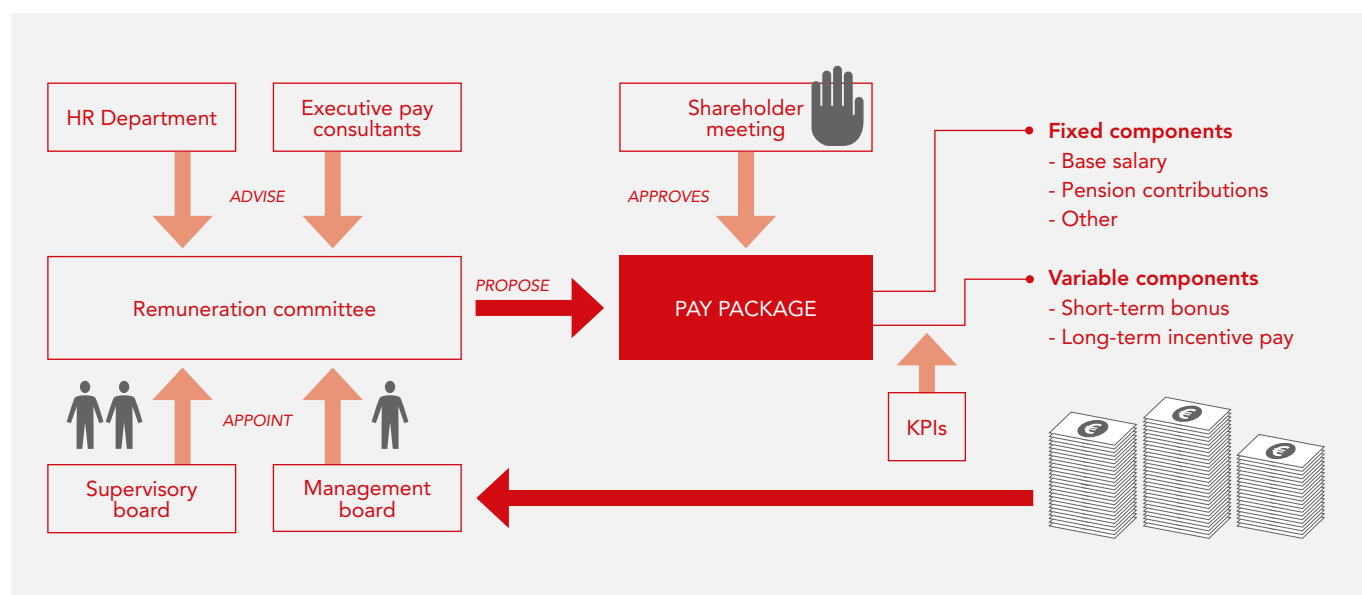 HR Department
Executive pay
consultants
ADVISE
Remuneration committee
APPOINT
Supervisory
board
Management
board
PROPOSE
Shareholder
meeting
APPROVES
PAY PACKAGE
KPIs
Fixed components
- Base salary
- Pension contributions
- Other
Variable components
- Short-term bonus
- Long-term incentive pay
€
€
€